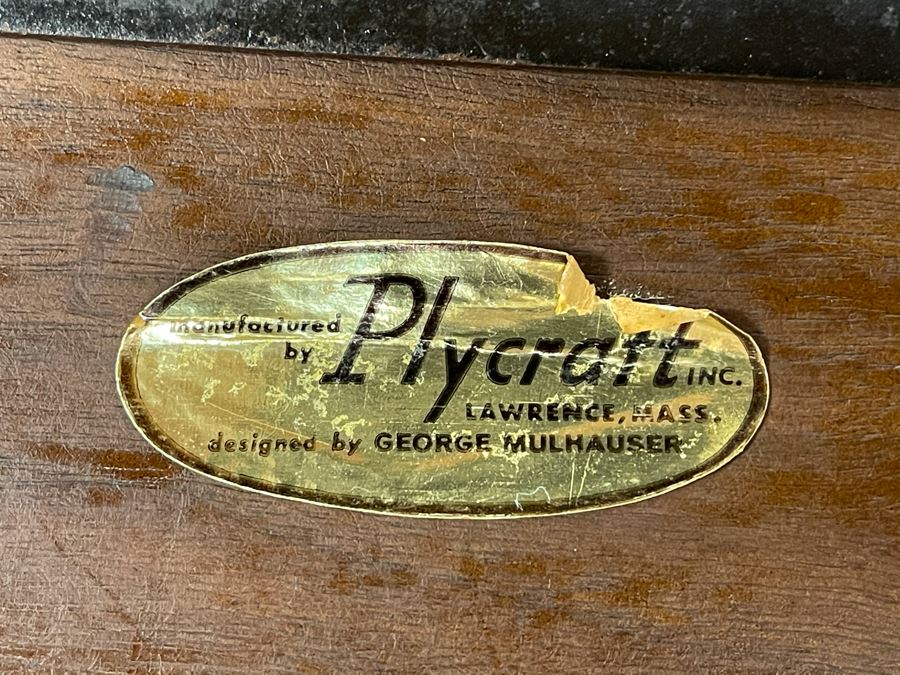 manufactured by Plycraft INC.
LAWRENCE, MASS.
designed by GEORGE MULHAUSER